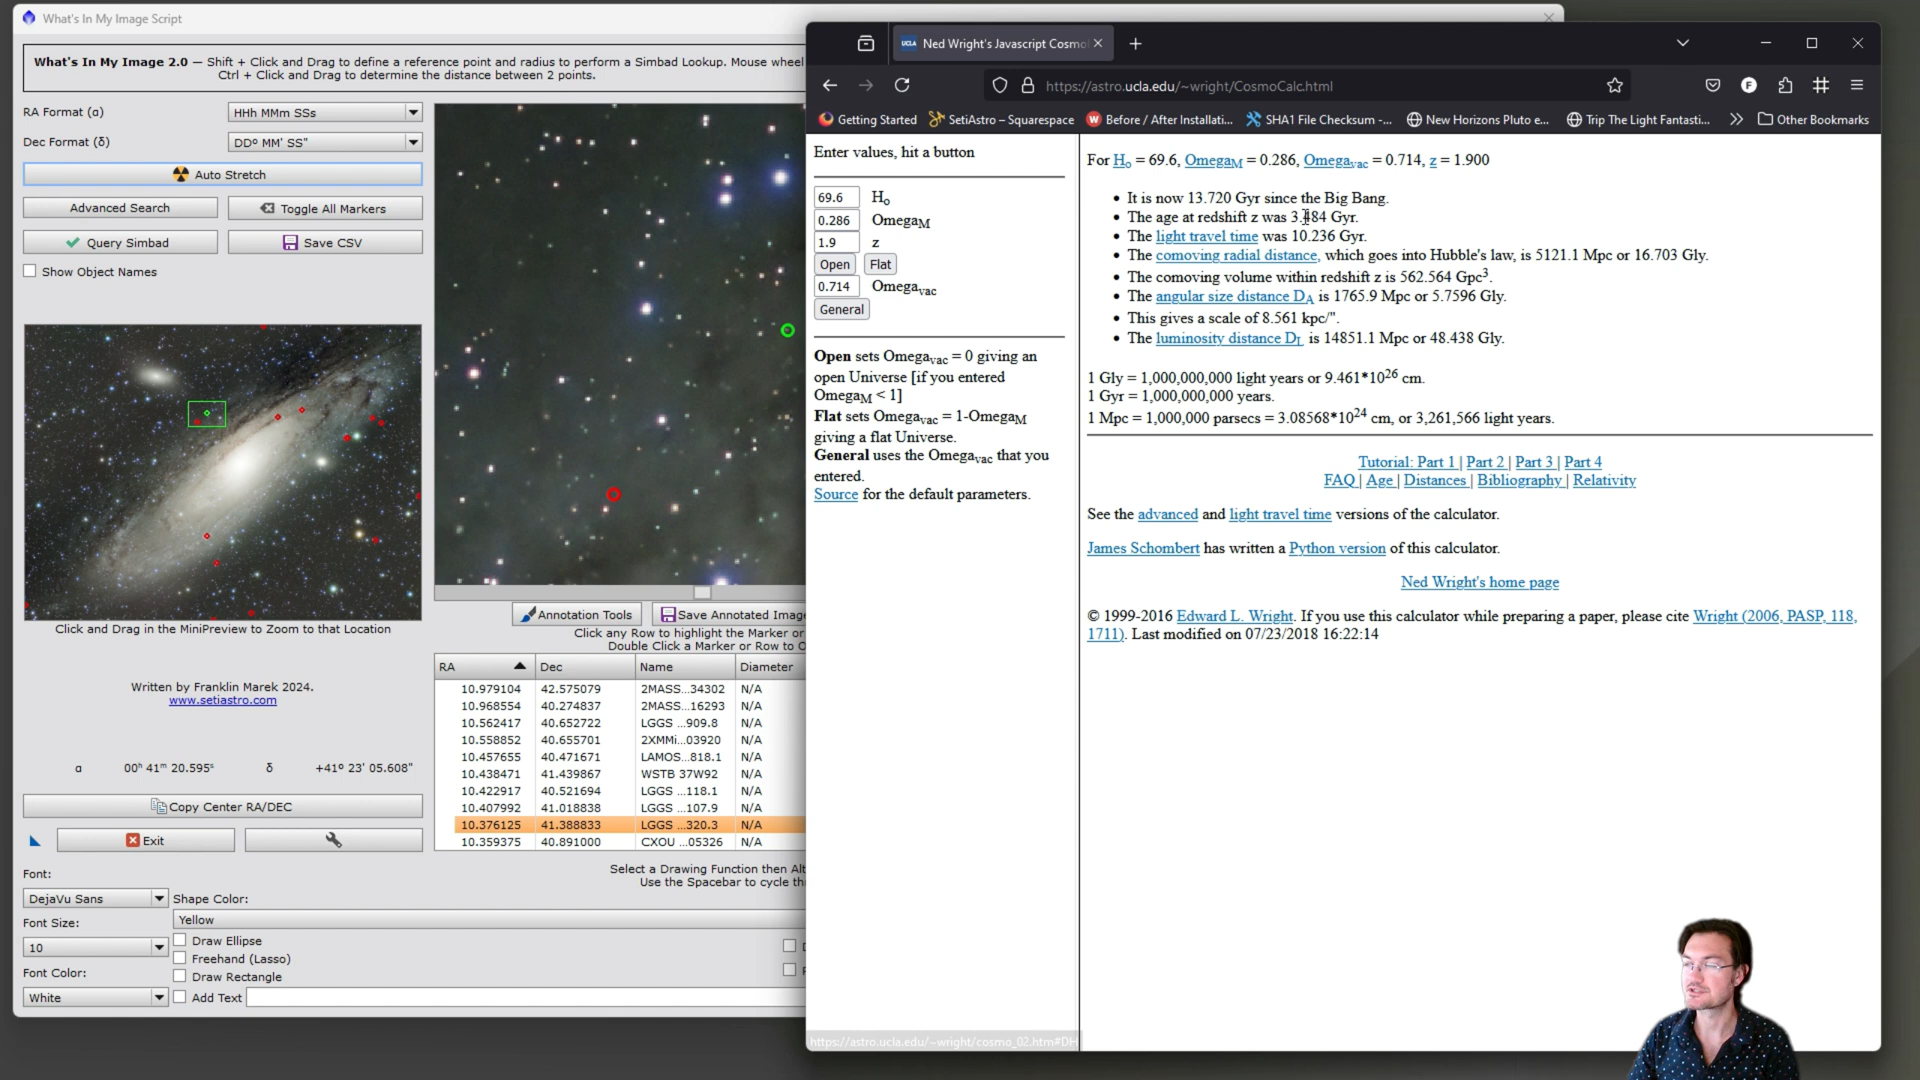 What's In My Image Script
What's In My Image 2.0 — Shift + Click and Drag to define a reference point and radius to perform a Simbad Lookup. Mouse wheel
Ctrl + Click and Drag to determine the distance between 2 points.
RA Format (α)
HHh MMm SSs
Dec Format (δ)
DDº MM' SS"
Auto Stretch
Advanced Search
Toggle All Markers
Query Simbad
Save CSV
Show Object Names
Click and Drag in the MiniPreview to Zoom to that Location
Written by Franklin Marek 2024.
www.setiastro.com
α 00ʰ 41ᵐ 20.595ˢ δ +41º 23' 05.608"
Copy Center RA/DEC
Exit
Font:
DejaVu Sans
Font Size:
10
Font Color:
White
Shape Color:
Yellow
Draw Ellipse
Freehand (Lasso)
Draw Rectangle
Add Text
Annotation Tools
Save Annotated Image
Click any Row to highlight the Marker or
Double Click a Marker or Row to O
RA Dec Name Diameter
10.979104 42.575079 2MASS...34302 N/A
10.968554 40.274837 2MASS...16293 N/A
10.562417 40.652722 LGGS ...909.8 N/A
10.558852 40.655701 2XMMi...03920 N/A
10.457655 40.471671 LAMOS...818.1 N/A
10.438471 41.439867 WSTB 37W92 N/A
10.422917 40.521694 LGGS ...118.1 N/A
10.407992 41.018838 LGGS ...107.9 N/A
10.376125 41.388833 LGGS ...320.3 N/A
10.359375 40.891000 CXOU ...05326 N/A
Select a Drawing Function then Alt
Use the Spacebar to cycle th
UCLA Ned Wright's Javascript Cosmo
https://astro.ucla.edu/~wright/CosmoCalc.html
F
Getting Started
SetiAstro – Squarespace
W Before / After Installati...
SHA1 File Checksum -...
New Horizons Pluto e...
Trip The Light Fantasti...
Other Bookmarks
Enter values, hit a button
69.6 Ho
0.286 OmegaM
1.9 z
Open Flat
0.714 Omegavac
General
Open sets Omegavac = 0 giving an
open Universe [if you entered
OmegaM < 1]
Flat sets Omegavac = 1-OmegaM
giving a flat Universe.
General uses the Omegavac that you
entered.
Source for the default parameters.
https://astro.ucla.edu/~wright/cosmo_02.htm#DH
For Ho = 69.6, OmegaM = 0.286, Omegavac = 0.714, z = 1.900
• It is now 13.720 Gyr since the Big Bang.
• The age at redshift z was 3.484 Gyr.
• The light travel time was 10.236 Gyr.
• The comoving radial distance, which goes into Hubble's law, is 5121.1 Mpc or 16.703 Gly.
• The comoving volume within redshift z is 562.564 Gpc³.
• The angular size distance DA is 1765.9 Mpc or 5.7596 Gly.
• This gives a scale of 8.561 kpc/".
• The luminosity distance DL is 14851.1 Mpc or 48.438 Gly.
1 Gly = 1,000,000,000 light years or 9.461*10²⁶ cm.
1 Gyr = 1,000,000,000 years.
1 Mpc = 1,000,000 parsecs = 3.08568*10²⁴ cm, or 3,261,566 light years.
Tutorial: Part 1 | Part 2 | Part 3 | Part 4
FAQ | Age | Distances | Bibliography | Relativity
See the advanced and light travel time versions of the calculator.
James Schombert has written a Python version of this calculator.
Ned Wright's home page
© 1999-2016 Edward L. Wright. If you use this calculator while preparing a paper, please cite Wright (2006, PASP, 118,
1711). Last modified on 07/23/2018 16:22:14